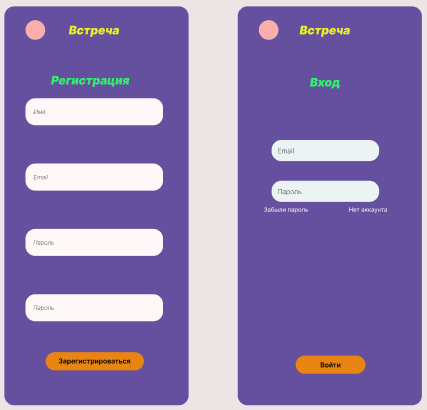 Встреча
Регистрация
Имя
Email
Пароль
Пароль
Зарегистрироваться
Встреча
Вход
Email
Пароль
Забыли пароль Нет аккаунта
Войти